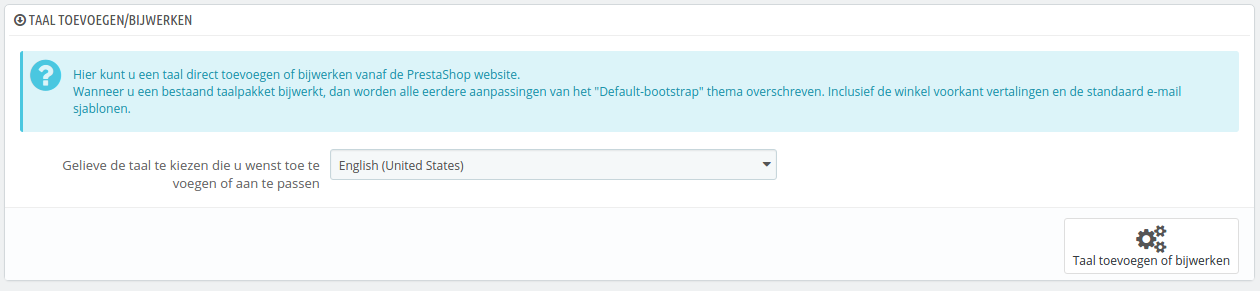 TAAL TOEVOEGEN/BIJWERKEN
Hier kunt u een taal direct toevoegen of bijwerken vanaf de PrestaShop website.
Wanneer u een bestaand taalpakket bijwerkt, dan worden alle eerdere aanpassingen van het "Default-bootstrap" thema overschreven. Inclusief de winkel voorkant vertalingen en de standaard e-mail
sjablonen.
Gelieve de taal te kiezen die u wenst toe te
voegen of aan te passen
English (United States)
Taal toevoegen of bijwerken